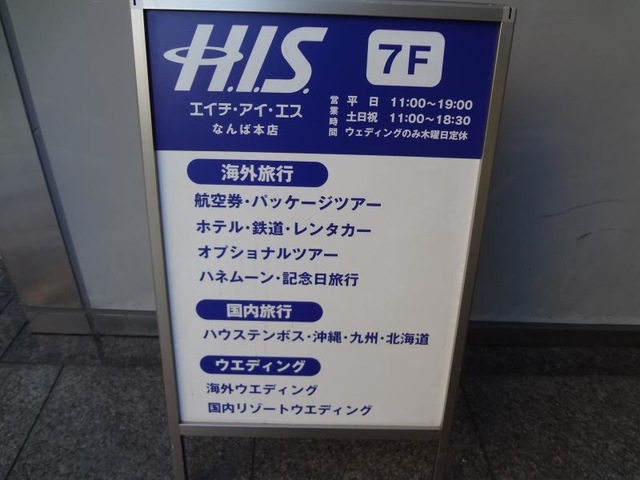 H.I.S.
エイチ・アイ・エス
なんば本店
7F
営業時間
平日 11:00～19:00
土日祝 11:00～18:30
ウェディングのみ木曜日定休
海外旅行
航空券・パッケージツアー
ホテル・鉄道・レンタカー
オプショナルツアー
ハネムーン・記念日旅行
国内旅行
ハウステンボス・沖縄・九州・北海道
ウエディング
海外ウエディング
国内リゾートウエディング